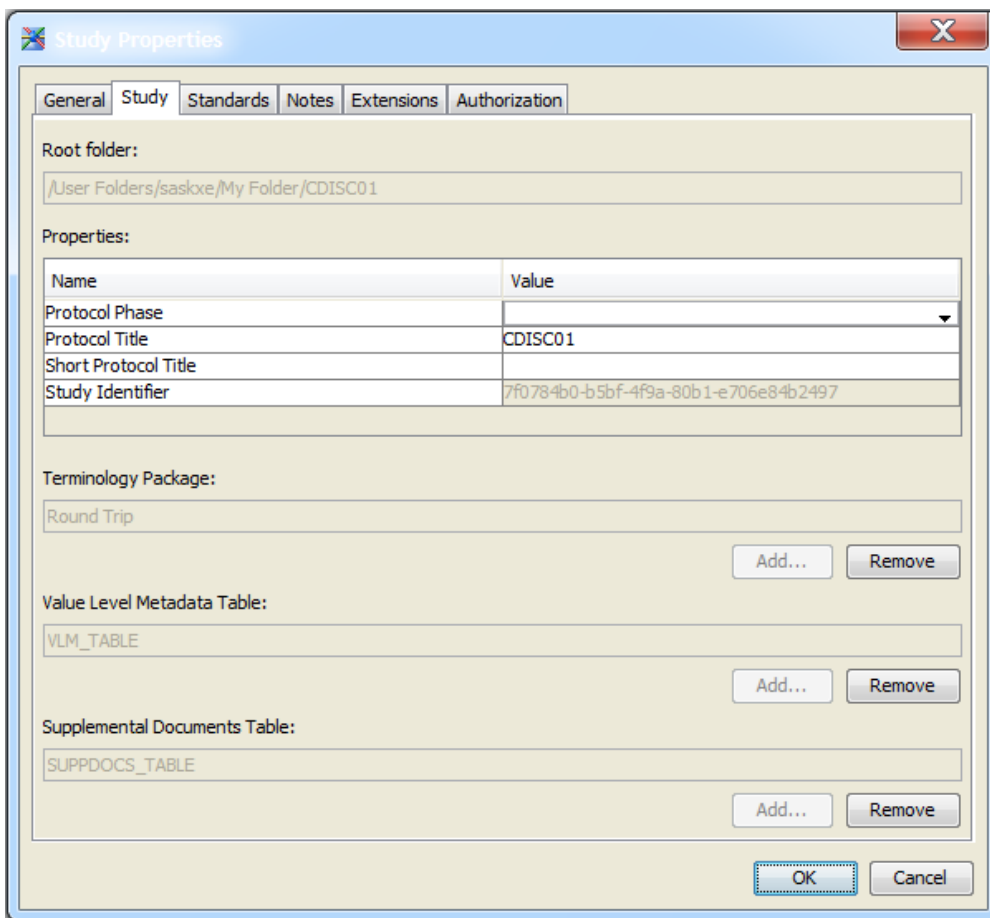 Study Properties
General Study Standards Notes Extensions Authorization
Root folder:
/User Folders/saskxe/My Folder/CDISC01
Properties:
Name Value
Protocol Phase
Protocol Title CDISC01
Short Protocol Title
Study Identifier 7f0784b0-b5bf-4f9a-80b1-e706e84b2497
Terminology Package:
Round Trip
Add... Remove
Value Level Metadata Table:
VLM_TABLE
Add... Remove
Supplemental Documents Table:
SUPPDOCS_TABLE
Add... Remove
OK Cancel